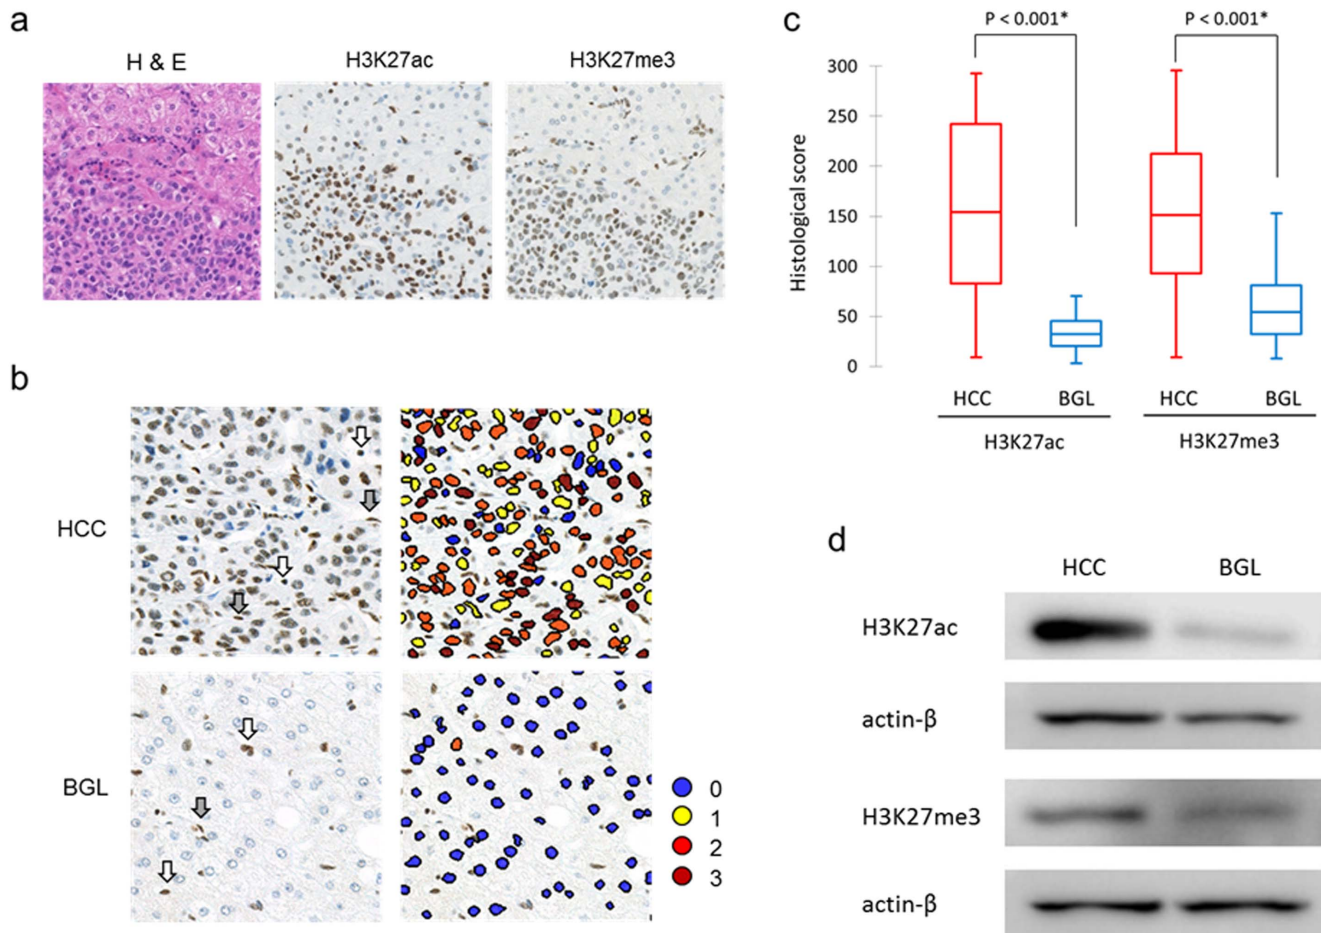 a
H & E
H3K27ac
H3K27me3
b
HCC
BGL
0
1
2
3
c
P < 0.001*
P < 0.001*
Histological score
300
250
200
150
100
50
0
HCC
BGL
HCC
BGL
H3K27ac
H3K27me3
d
HCC
BGL
H3K27ac
actin-β
H3K27me3
actin-β